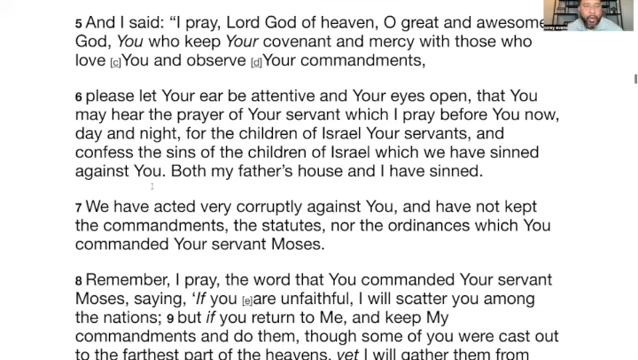 5 And I said: “I pray, Lord God of heaven, O great and awesome
God, You who keep Your covenant and mercy with those who
love [c]You and observe [d]Your commandments,
6 please let Your ear be attentive and Your eyes open, that You
may hear the prayer of Your servant which I pray before You now,
day and night, for the children of Israel Your servants, and
confess the sins of the children of Israel which we have sinned
against You. Both my father’s house and I have sinned.
7 We have acted very corruptly against You, and have not kept
the commandments, the statutes, nor the ordinances which You
commanded Your servant Moses.
8 Remember, I pray, the word that You commanded Your servant
Moses, saying, ‘If you [e]are unfaithful, I will scatter you among
the nations; 9 but if you return to Me, and keep My
commandments and do them, though some of you were cast out
to the farthest part of the heavens, yet I will gather them from